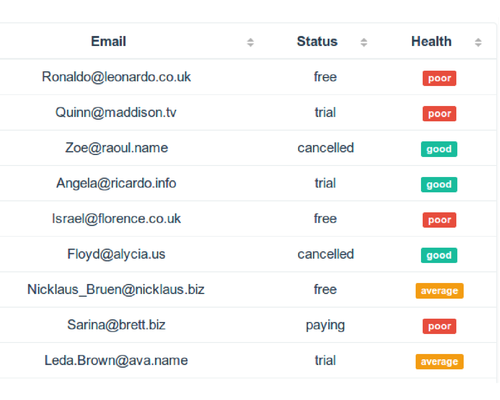 Email Status Health
Ronaldo@leonardo.co.uk free poor
Quinn@maddison.tv trial poor
Zoe@raoul.name cancelled good
Angela@ricardo.info trial good
Israel@florence.co.uk free poor
Floyd@alycia.us cancelled good
Nicklaus_Bruen@nicklaus.biz free average
Sarina@brett.biz paying poor
Leda.Brown@ava.name trial average